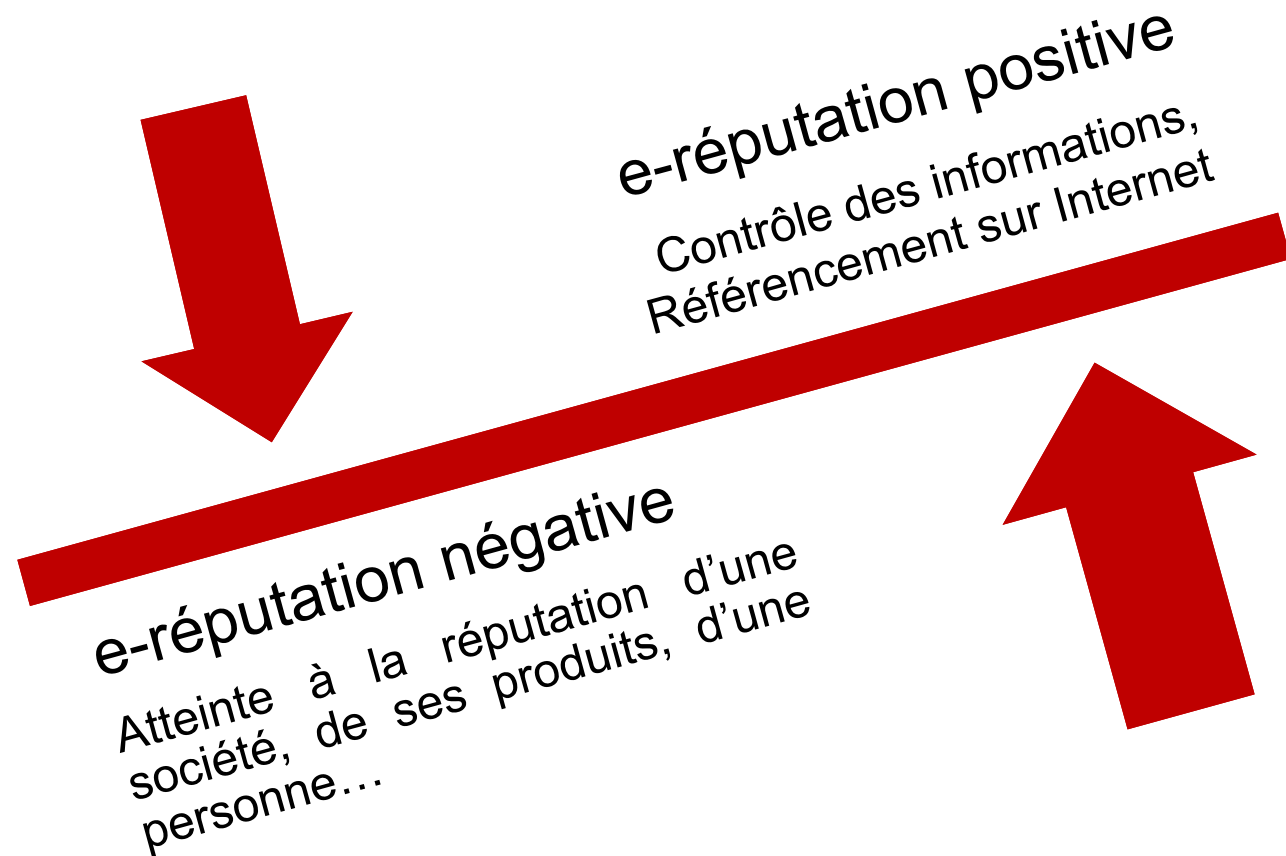 e-réputation positive
Contrôle des informations,
Référencement sur Internet
e-réputation négative
Atteinte à la réputation d’une
société, de ses produits, d’une
personne…